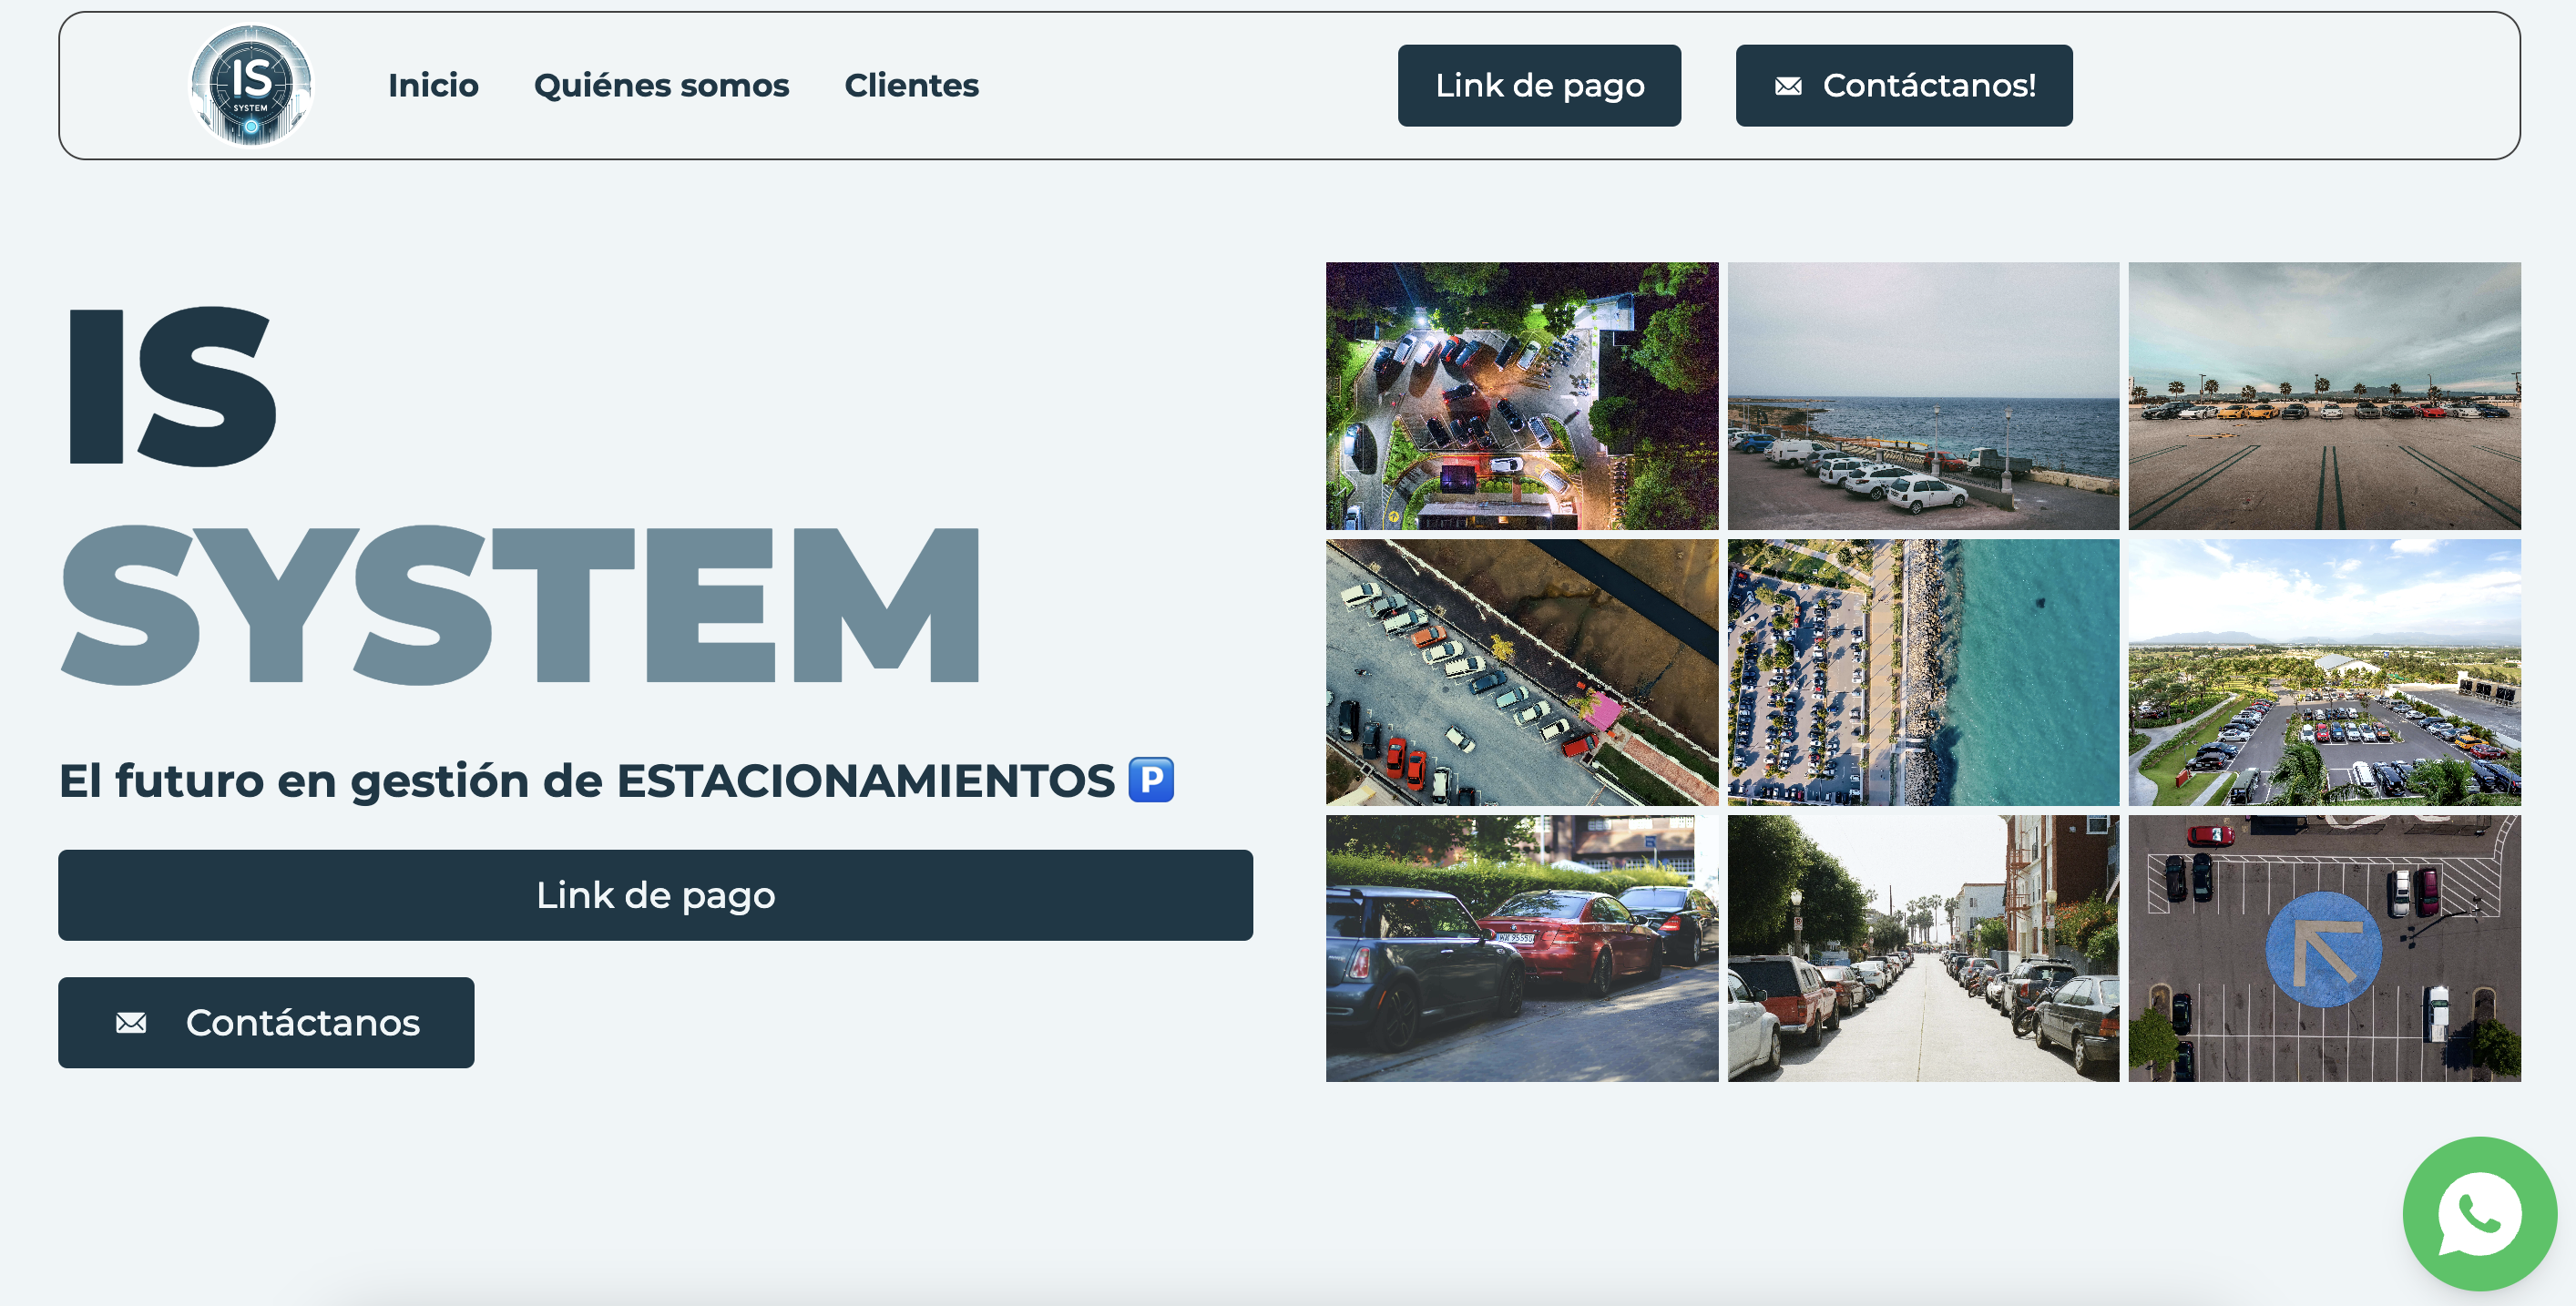 IS
SYSTEM
Inicio
Quiénes somos
Clientes
Link de pago
Contáctanos!
IS
SYSTEM
El futuro en gestión de ESTACIONAMIENTOS 🅿️
Link de pago
Contáctanos